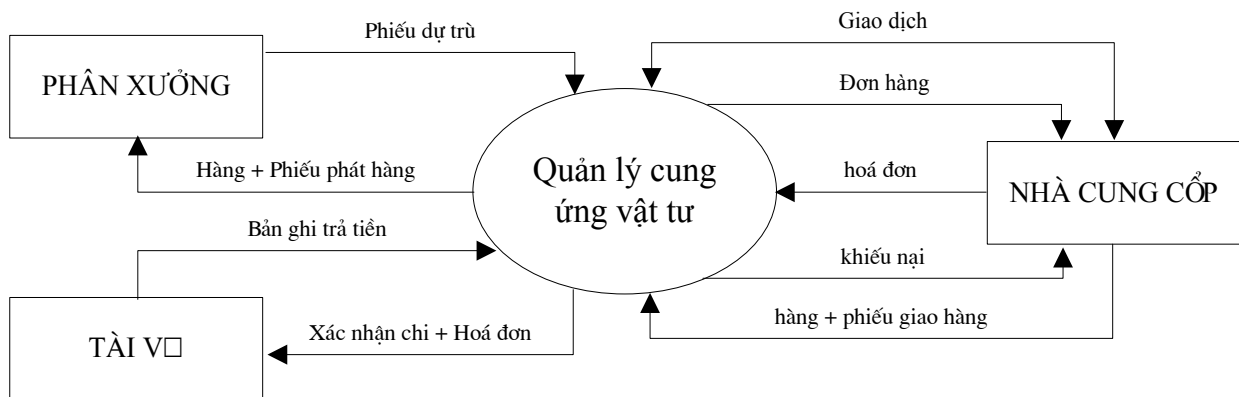 Giao dịch
Phiếu dự trù
PHÂN XƯỞNG
Đơn hàng
Hàng + Phiếu phát hàng
Quản lý cung
ứng vật tư
hoá đơn
NHÀ CUNG CỔP
Bản ghi trả tiền
khiếu nại
TÀI V□
Xác nhận chi + Hoá đơn
hàng + phiếu giao hàng